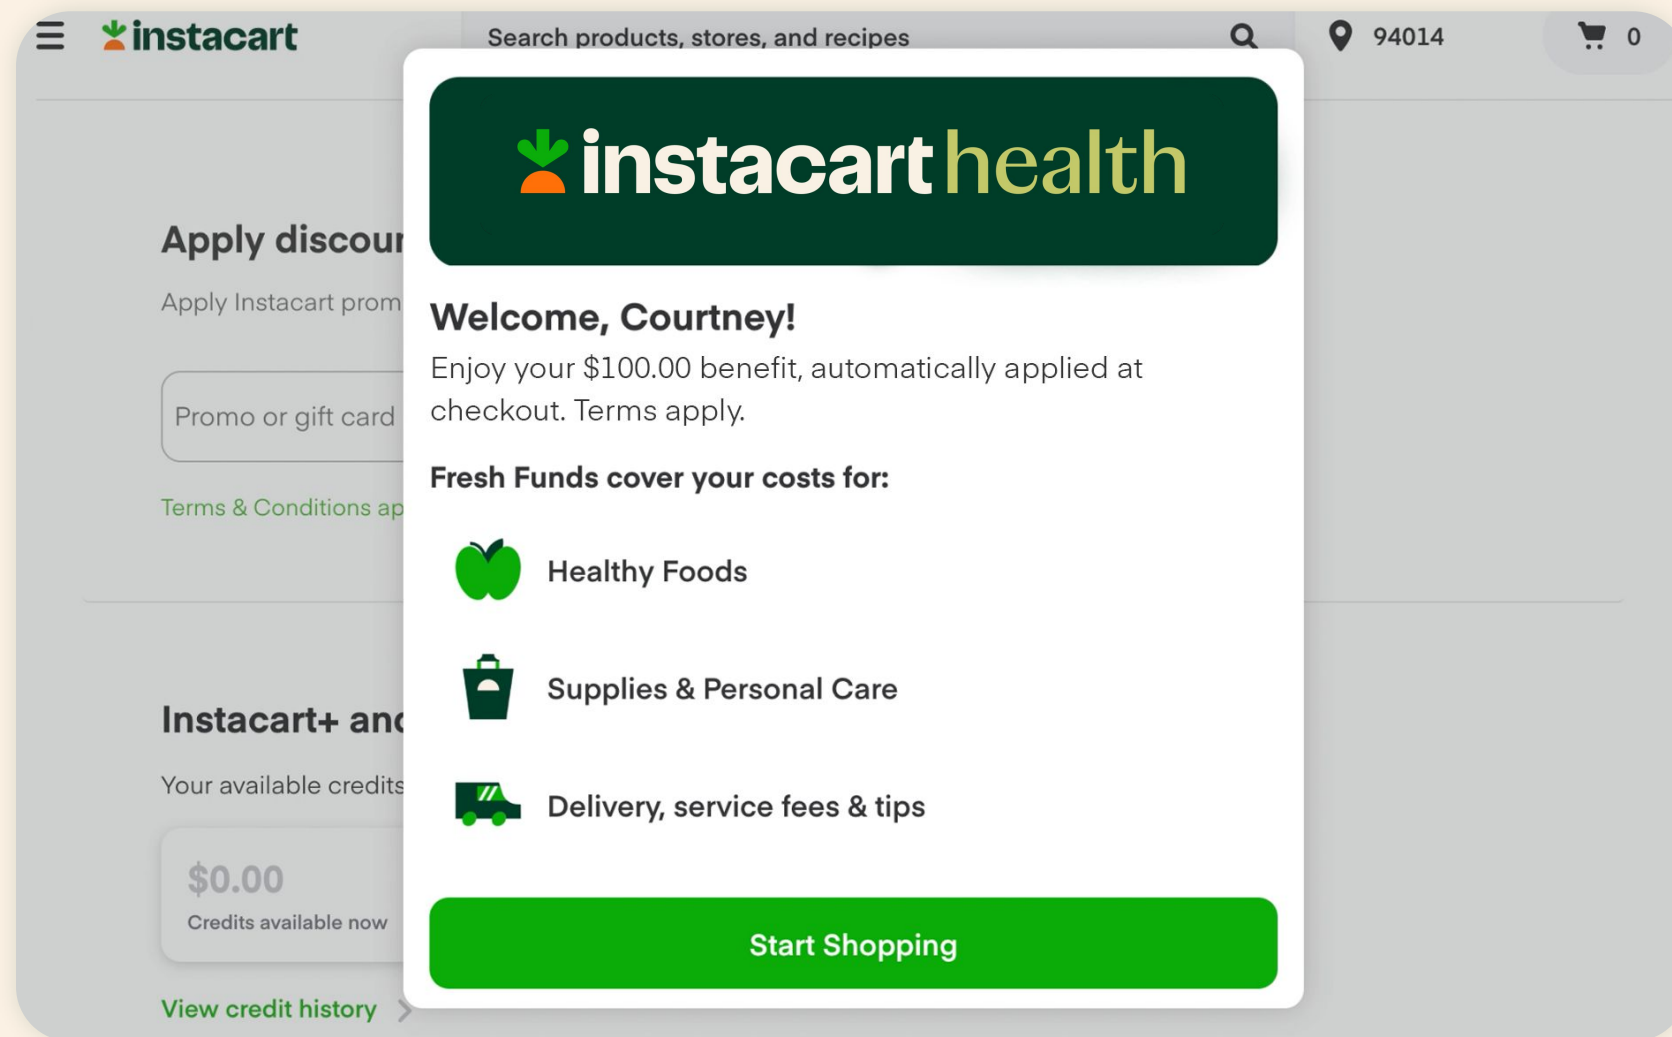 instacart
Search products, stores, and recipes
94014
0
instacart health
Apply discour
Apply Instacart prom
Promo or gift card
Terms & Conditions ap
Welcome, Courtney!
Enjoy your $100.00 benefit, automatically applied at
checkout. Terms apply.
Fresh Funds cover your costs for:
Healthy Foods
Supplies & Personal Care
Delivery, service fees & tips
Start Shopping
Instacart+ and
Your available credits
$0.00
Credits available now
View credit history